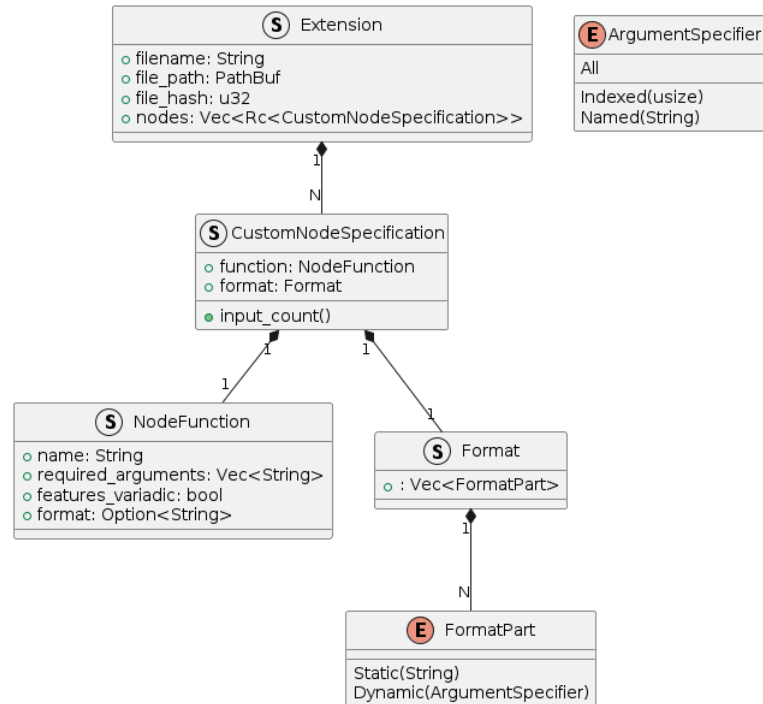 S Extension
filename: String
file_path: PathBuf
file_hash: u32
nodes: Vec<Rc<CustomNodeSpecification>>
E ArgumentSpecifier
All
Indexed(usize)
Named(String)
1
N
S CustomNodeSpecification
function: NodeFunction
format: Format
input_count()
1
1
1
1
S NodeFunction
name: String
required_arguments: Vec<String>
features_variadic: bool
format: Option<String>
S Format
: Vec<FormatPart>
1
N
E FormatPart
Static(String)
Dynamic(ArgumentSpecifier)